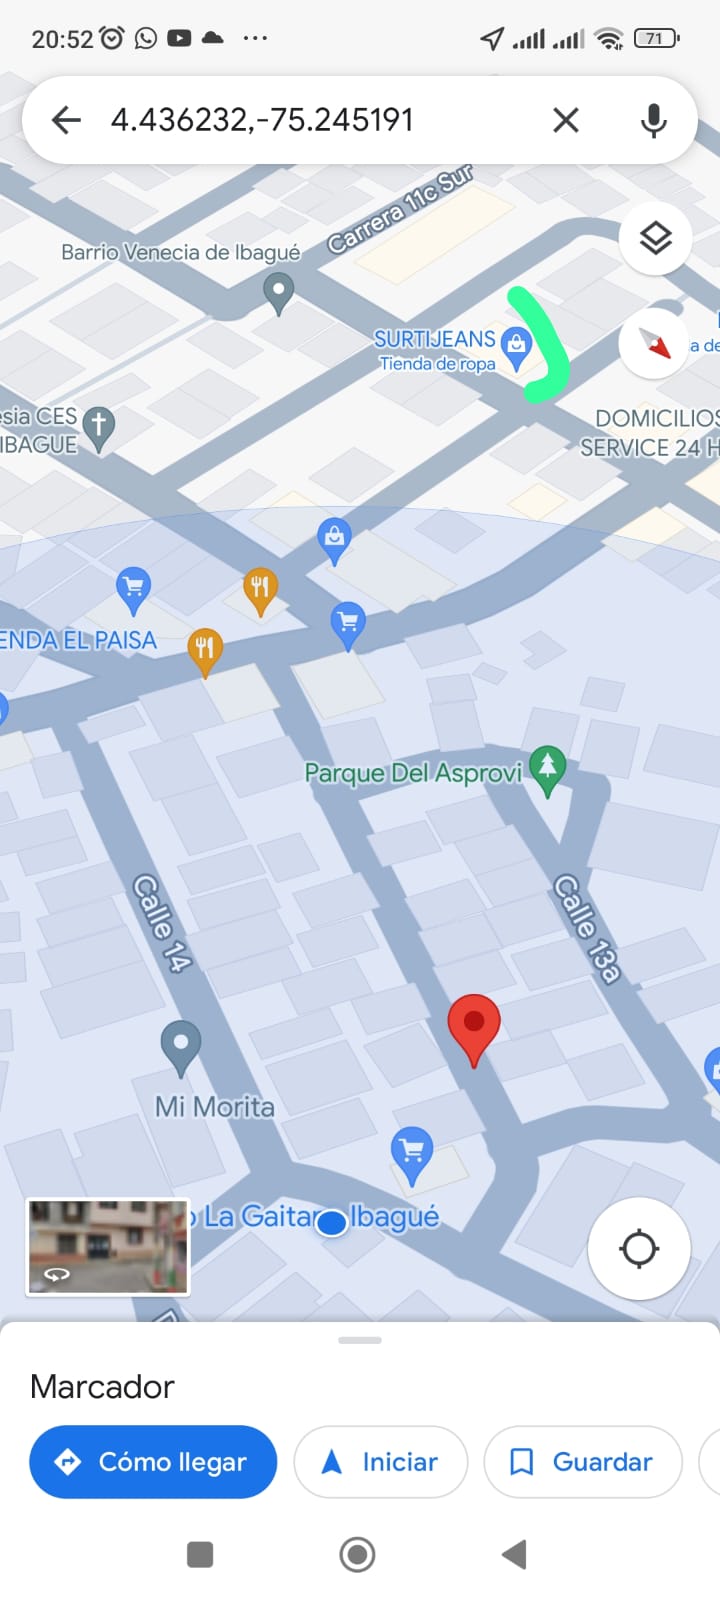 20:52
71
4.436232,-75.245191
Carrera 11c Sur
Barrio Venecia de Ibagué
SURTIJEANS
Tienda de ropa
a de
esia CES
IBAGUE
DOMICILIOS
SERVICE 24 H
ENDA EL PAISA
Parque Del Asprovi
Calle 14
Calle 13a
Mi Morita
La Gaitan Ibagué
Marcador
Cómo llegar
Iniciar
Guardar